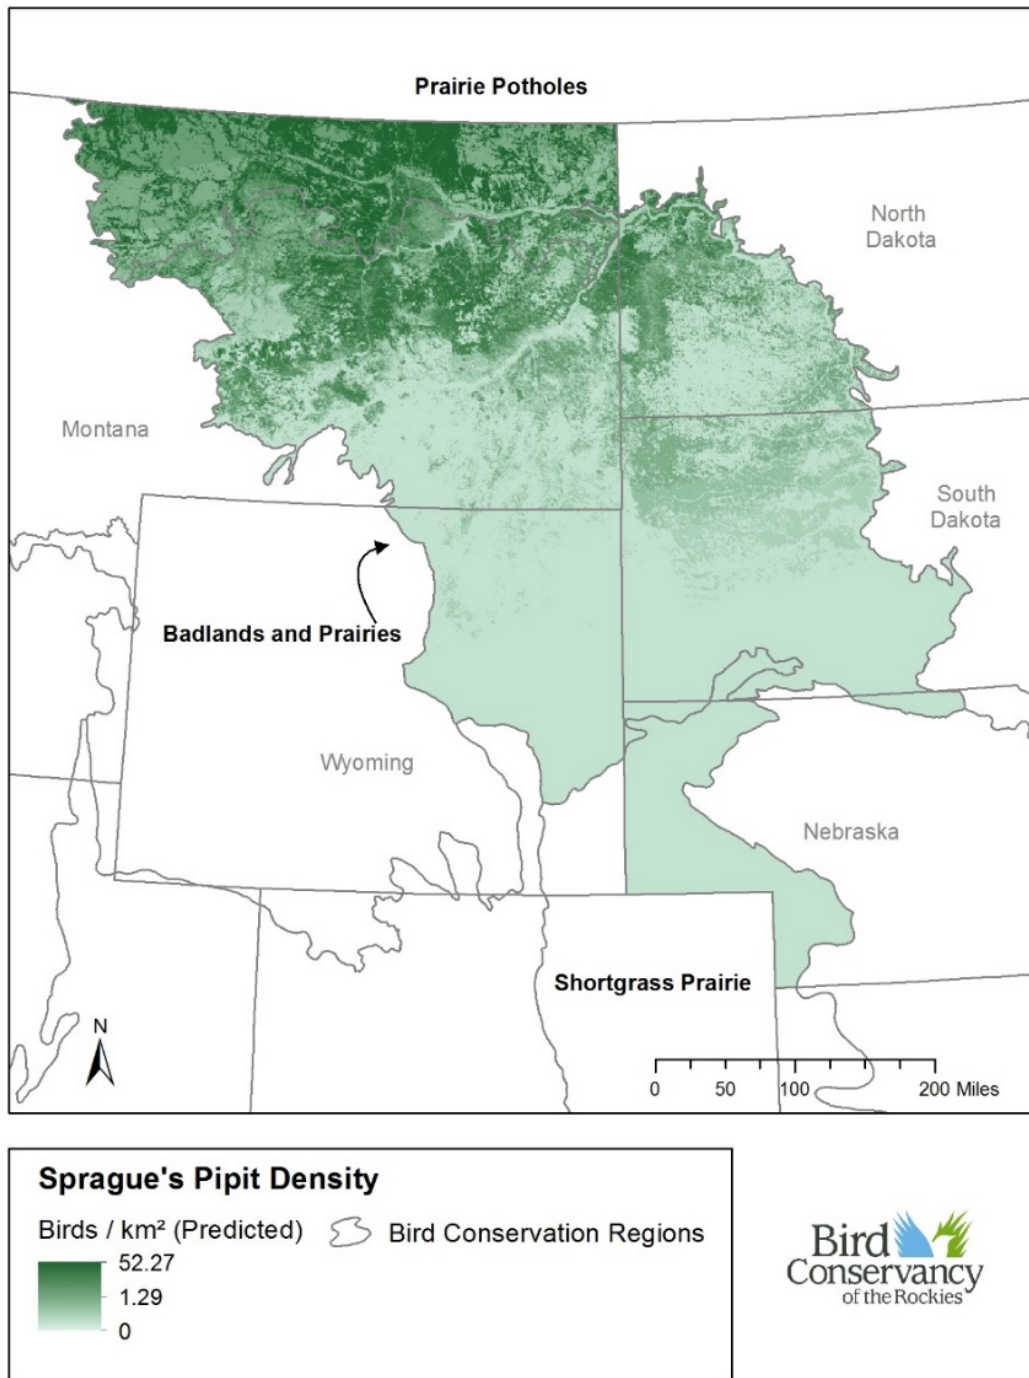 Prairie Potholes
North
Dakota
Montana
South
Dakota
Badlands and Prairies
Wyoming
Nebraska
Shortgrass Prairie
N
0 50 100 200 Miles
Sprague's Pipit Density
Birds / km² (Predicted) Bird Conservation Regions
52.27
1.29
0
Bird
Conservancy
of the Rockies